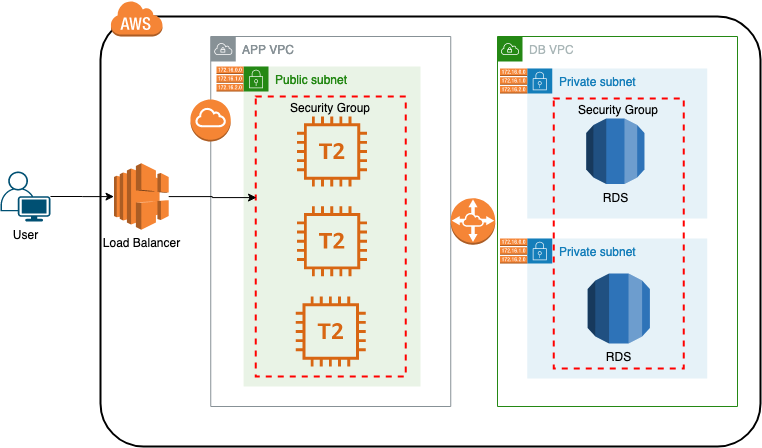 AWS
APP VPC
DB VPC
172.16.0.0
172.16.1.0
172.16.2.0
Public subnet
172.16.0.0
172.16.1.0
172.16.2.0
Private subnet
Security Group
T2
Security Group
RDS
User
Load Balancer
T2
172.16.0.0
172.16.1.0
172.16.2.0
Private subnet
T2
RDS